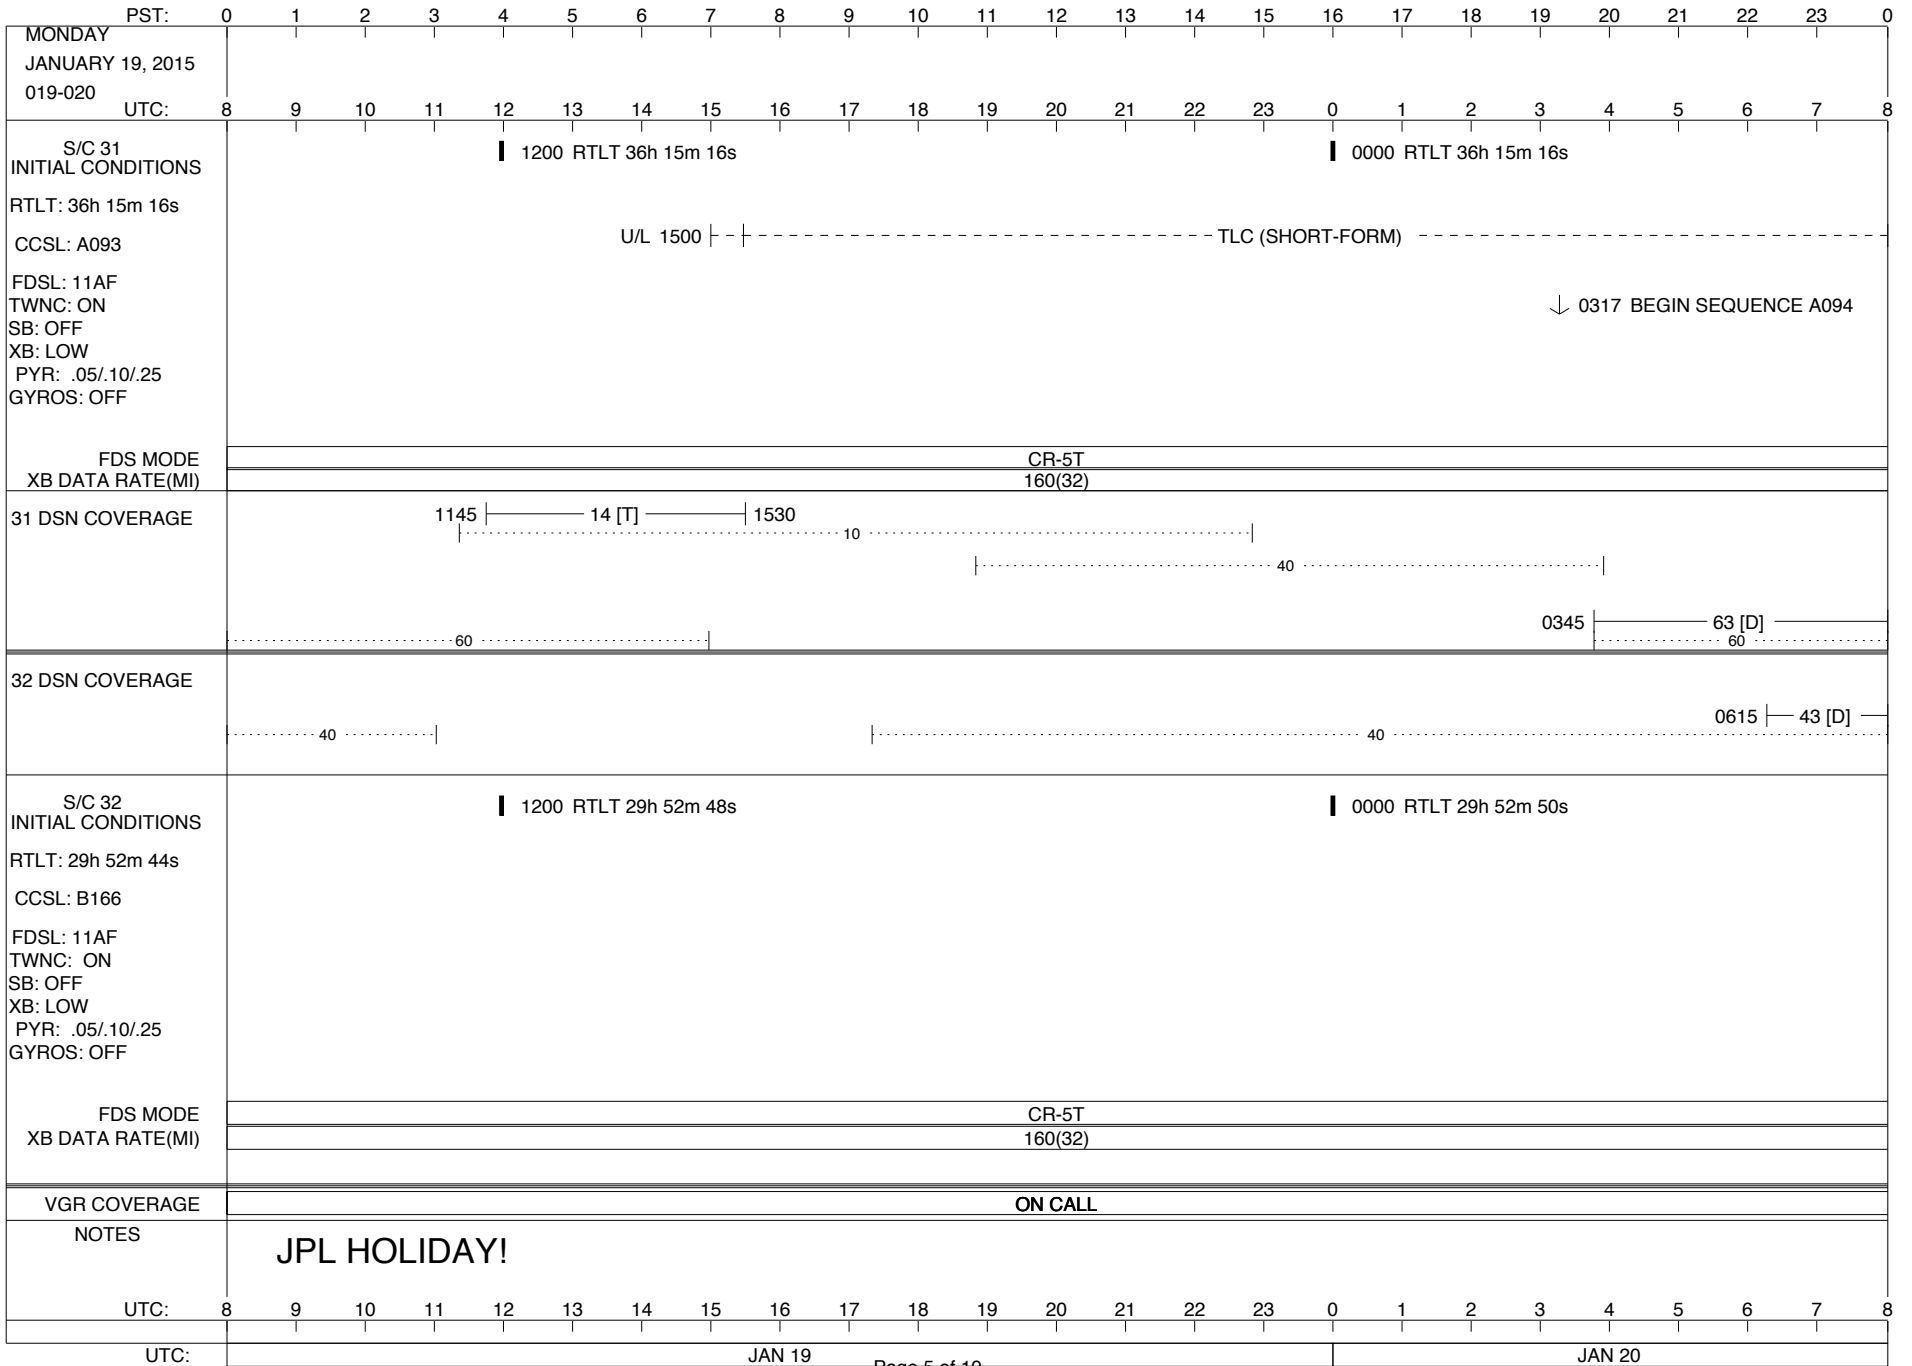 PST: 0 1 2 3 4 5 6 7 8 9 10 11 12 13 14 15 16 17 18 19 20 21 22 23 0
MONDAY
JANUARY 19, 2015
019-020
UTC: 8 9 10 11 12 13 14 15 16 17 18 19 20 21 22 23 0 1 2 3 4 5 6 7 8
S/C 31
INITIAL CONDITIONS
1200 RTLT 36h 15m 16s
0000 RTLT 36h 15m 16s
RTLT: 36h 15m 16s
U/L 1500 TLC (SHORT-FORM)
CCSL: A093
FDSL: 11AF
TWNC: ON
0317 BEGIN SEQUENCE A094
SB: OFF
XB: LOW
PYR: .05/.10/.25
GYROS: OFF
FDS MODE CR-5T
XB DATA RATE(MI) 160(32)
31 DSN COVERAGE
1145 14 [T] 1530
10
40
0345 63 [D]
60 60
32 DSN COVERAGE
0615 43 [D]
40 40
S/C 32
INITIAL CONDITIONS
1200 RTLT 29h 52m 48s
0000 RTLT 29h 52m 50s
RTLT: 29h 52m 44s
CCSL: B166
FDSL: 11AF
TWNC: ON
SB: OFF
XB: LOW
PYR: .05/.10/.25
GYROS: OFF
FDS MODE CR-5T
XB DATA RATE(MI) 160(32)
VGR COVERAGE ON CALL
NOTES
JPL HOLIDAY!
UTC: 8 9 10 11 12 13 14 15 16 17 18 19 20 21 22 23 0 1 2 3 4 5 6 7 8
UTC: JAN 19 JAN 20
Page 5 of 19